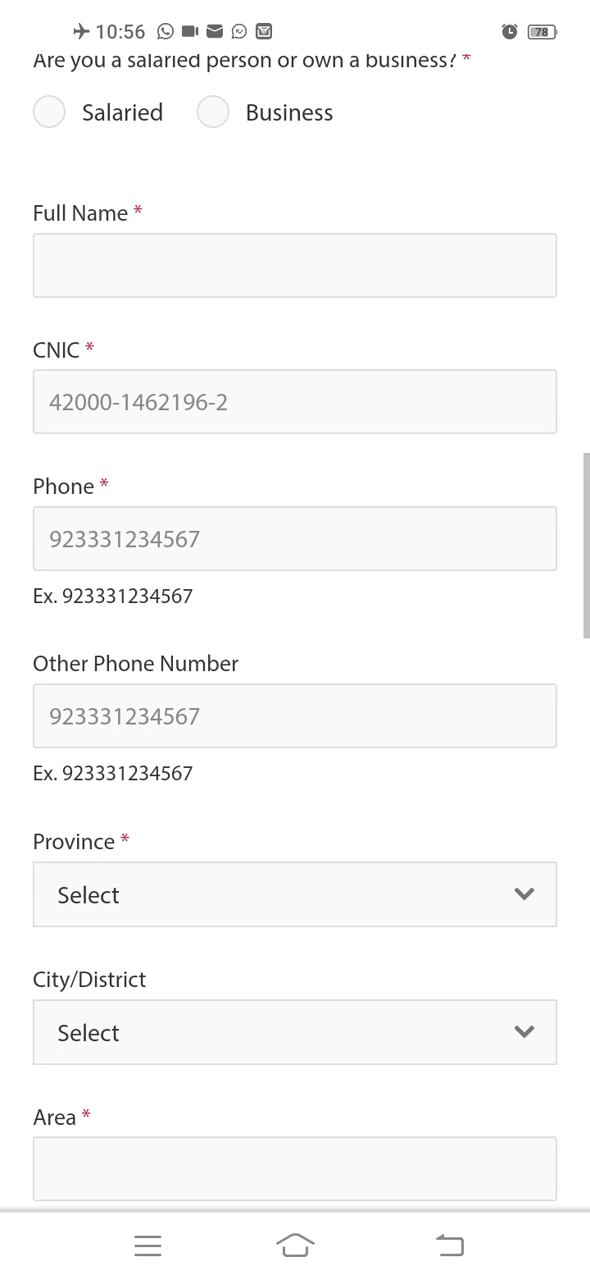 10:56
78
Are you a salaried person or own a business? *
Salaried
Business
Full Name *
CNIC *
42000-1462196-2
Phone *
923331234567
Ex. 923331234567
Other Phone Number
923331234567
Ex. 923331234567
Province *
Select
City/District
Select
Area *